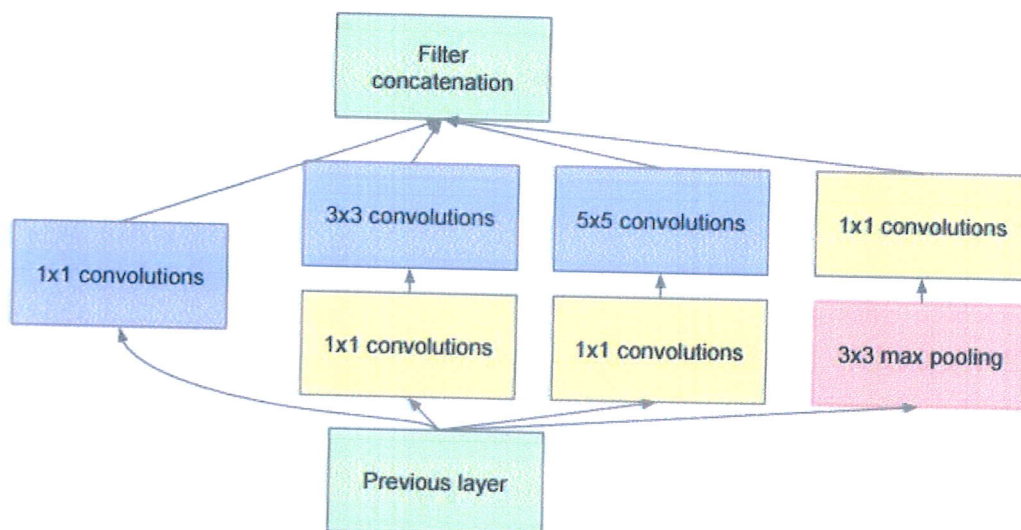 Filter
concatenation
3x3 convolutions
5x5 convolutions
1x1 convolutions
1x1 convolutions
1x1 convolutions
1x1 convolutions
3x3 max pooling
Previous layer